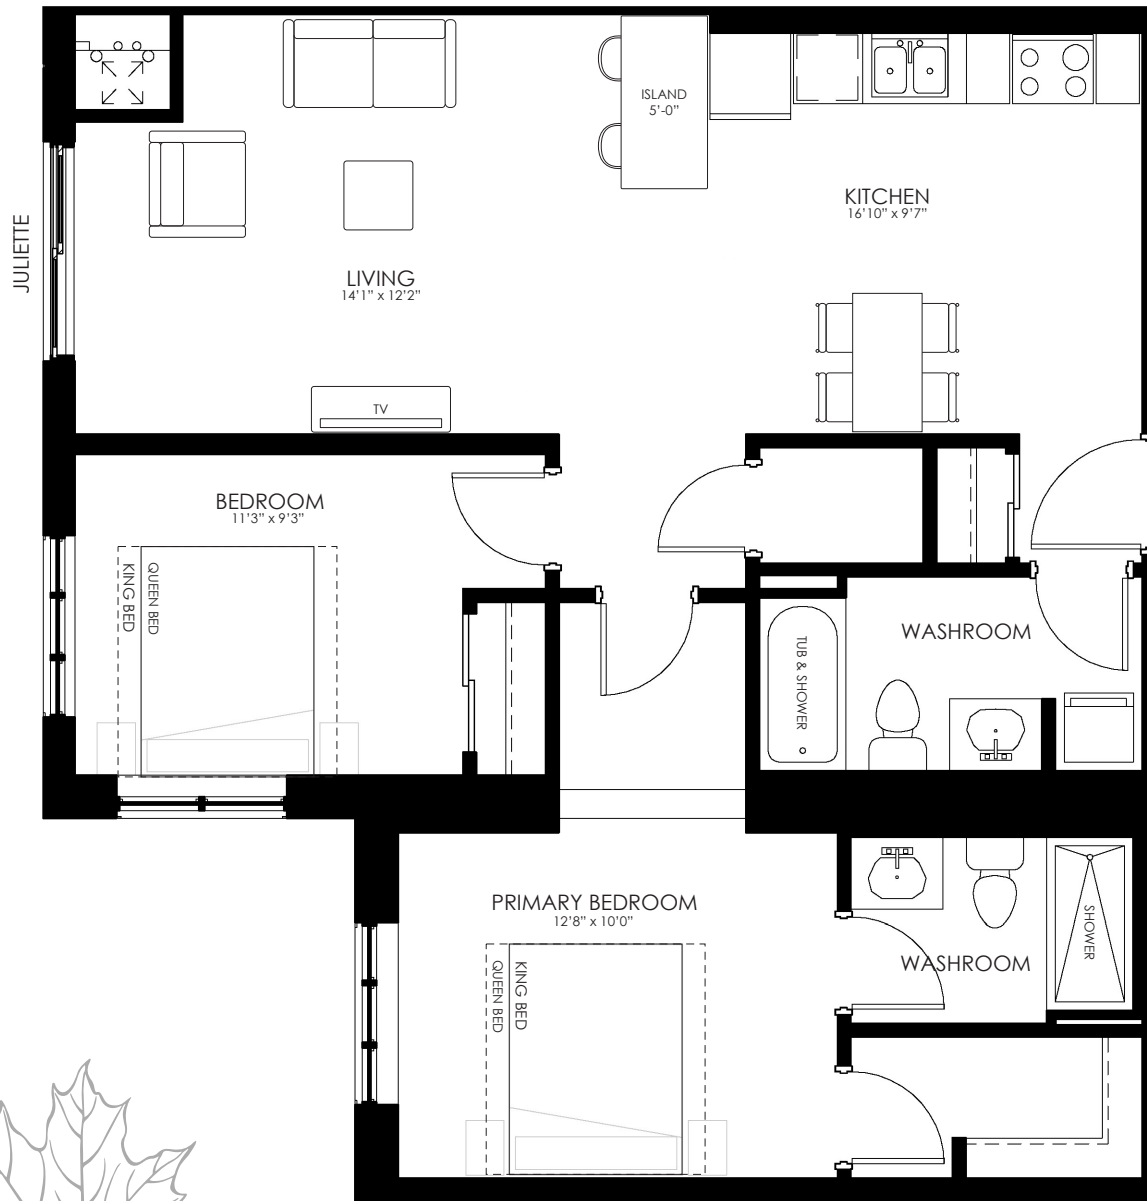 ISLAND
5'-0”
KITCHEN
16'10” x 9'7”
JULIETTE
LIVING
14'1” x 12'2”
TV
BEDROOM
11'3” x 9'3”
QUEEN BED
KING BED
WASHROOM
TUB & SHOWER
PRIMARY BEDROOM
12'8” x 10'0”
KING BED
QUEEN BED
SHOWER
WASHROOM